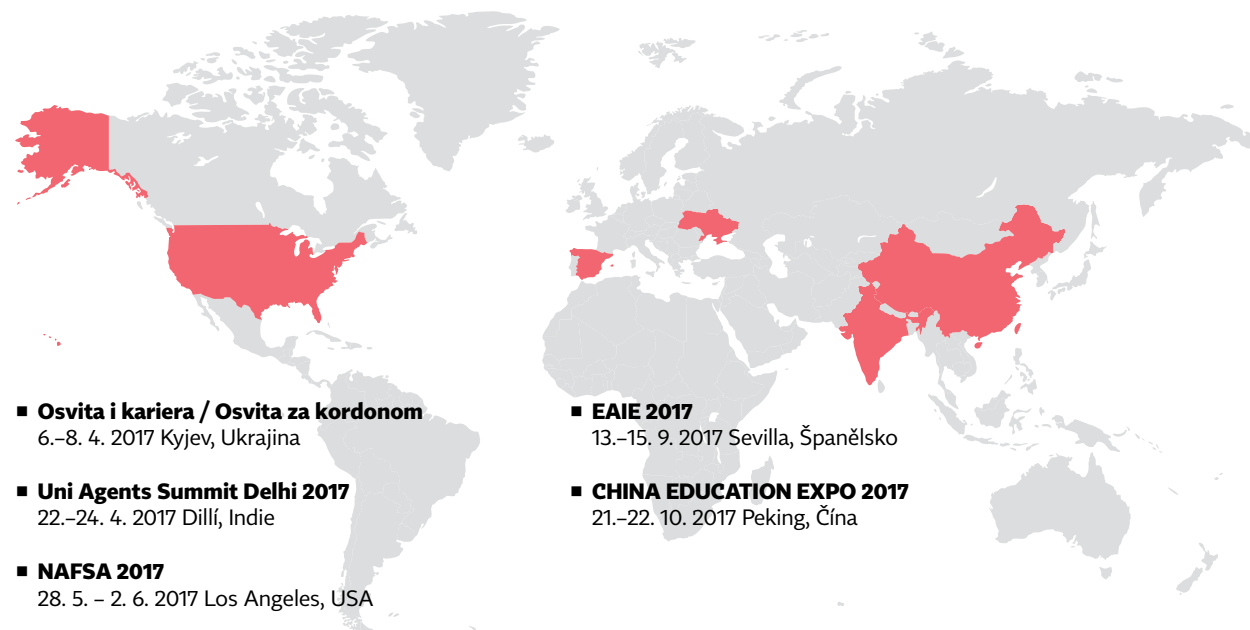 ■ Osvita i kariera / Osvita za kordonom
6.–8. 4. 2017 Kyjev, Ukrajina
■ Uni Agents Summit Delhi 2017
22.–24. 4. 2017 Dillí, Indie
■ NAFSA 2017
28. 5. – 2. 6. 2017 Los Angeles, USA
■ EAIE 2017
13.–15. 9. 2017 Sevilla, Španělsko
■ CHINA EDUCATION EXPO 2017
21.–22. 10. 2017 Peking, Čína